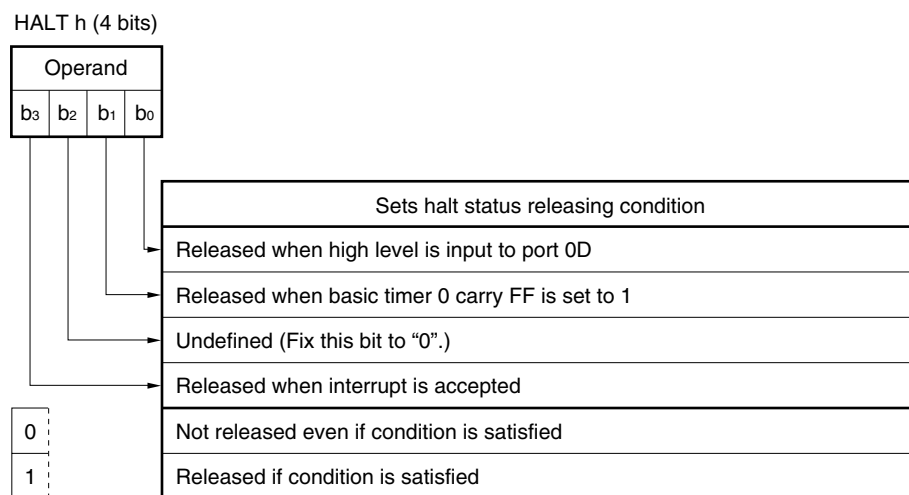 HALT h (4 bits)
Operand
b3 b2 b1 b0
Sets halt status releasing condition
Released when high level is input to port 0D
Released when basic timer 0 carry FF is set to 1
Undefined (Fix this bit to “0”.)
Released when interrupt is accepted
0 Not released even if condition is satisfied
1 Released if condition is satisfied